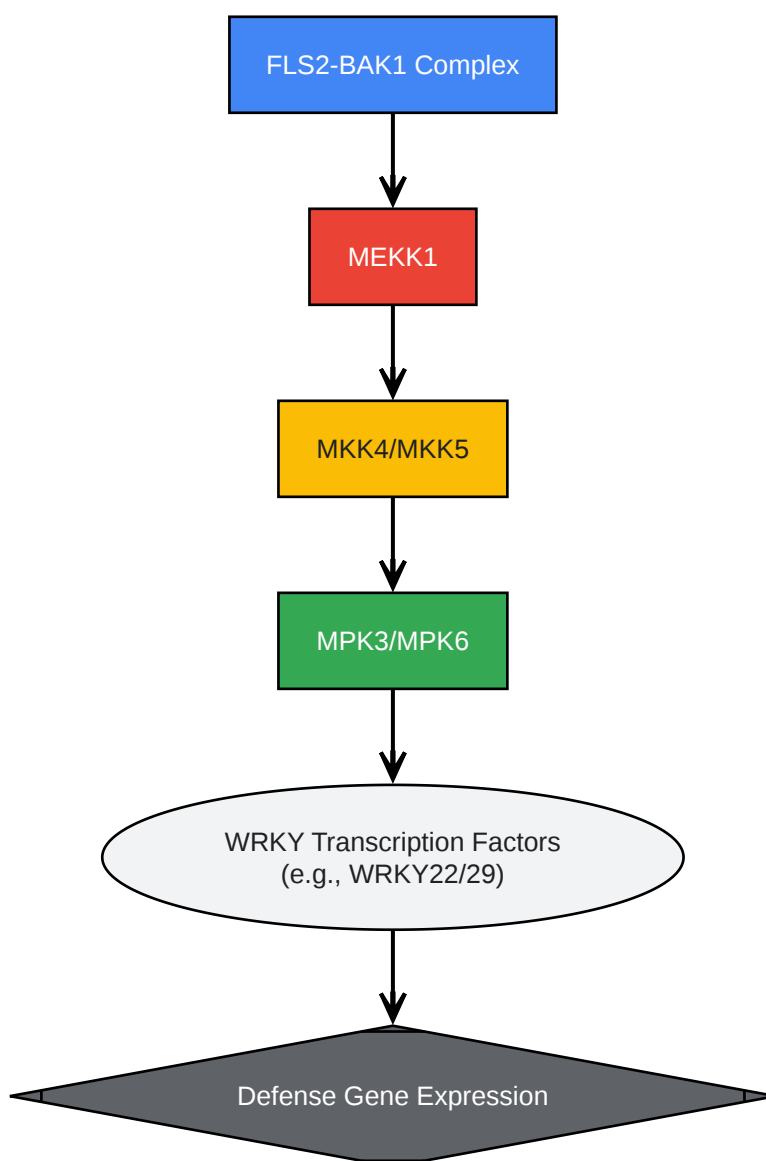 FLS2-BAK1 Complex
MEKK1
MKK4/MKK5
MPK3/MPK6
WRKY Transcription Factors
(e.g., WRKY22/29)
Defense Gene Expression